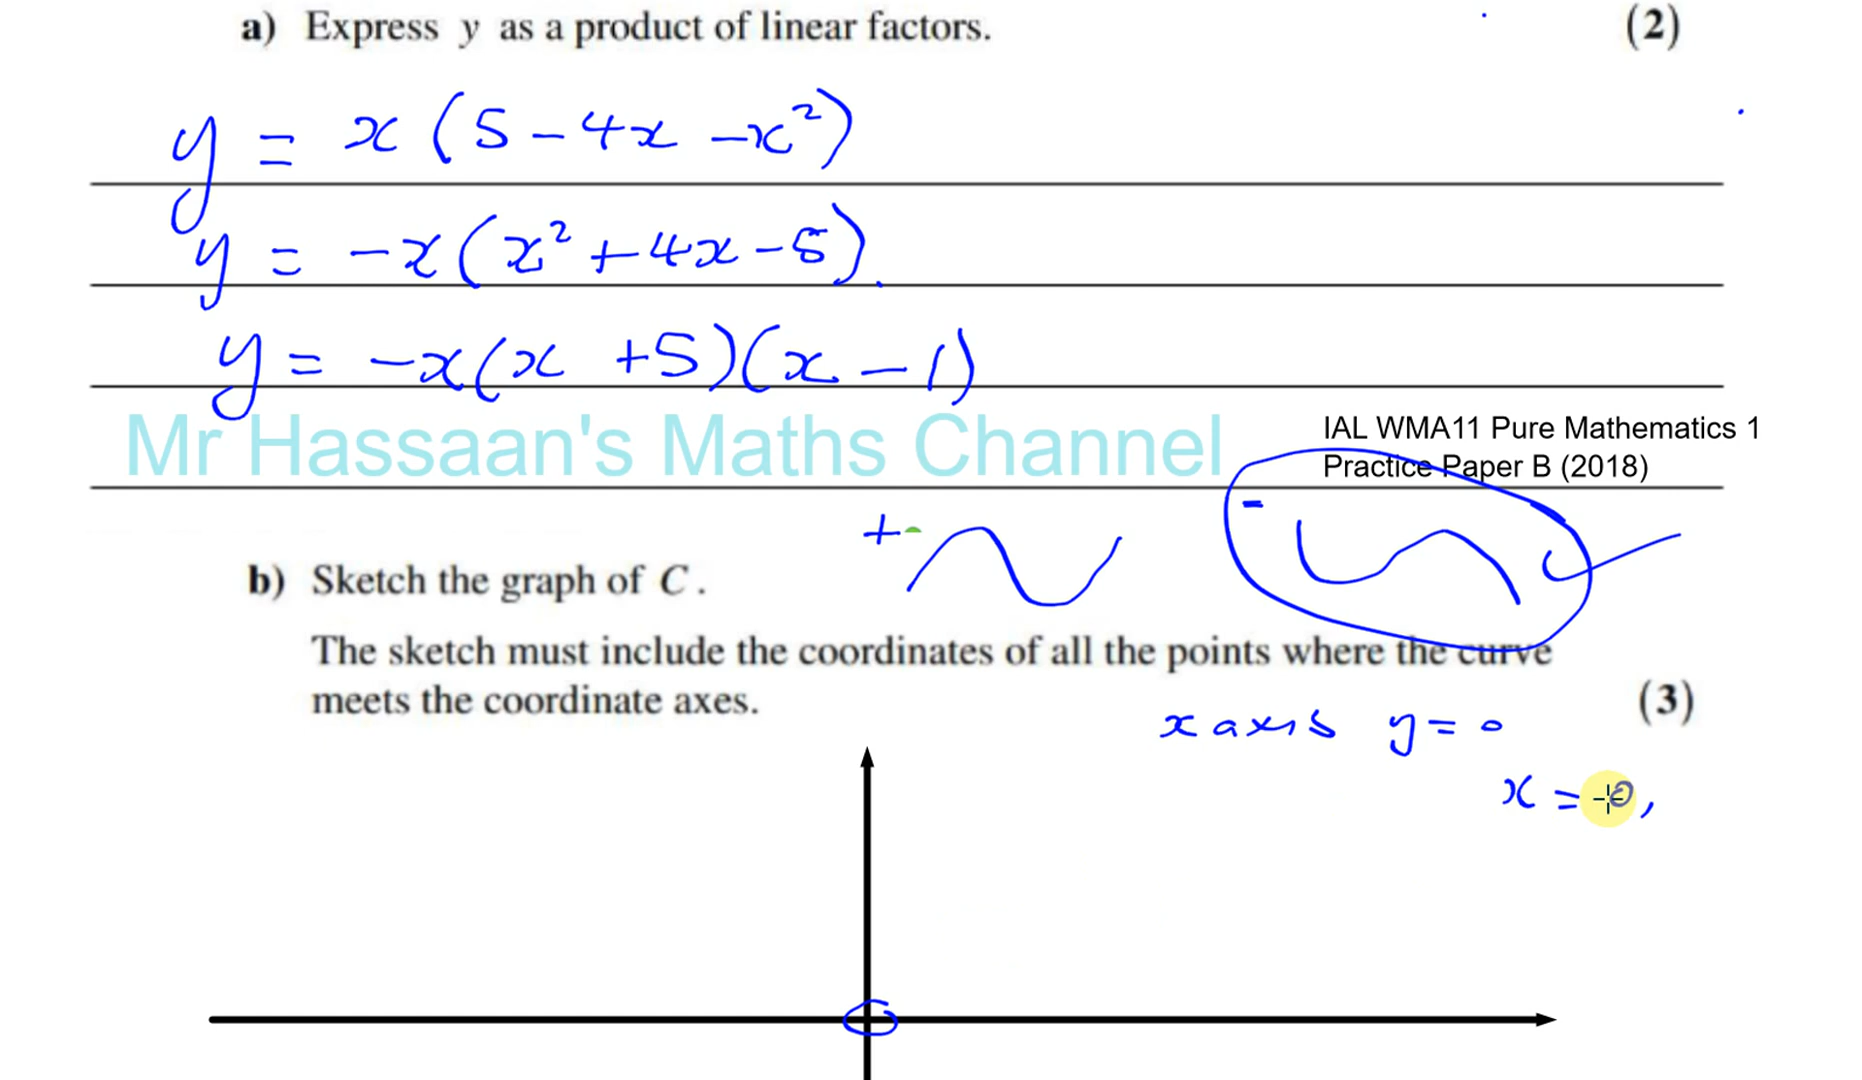 a) Express y as a product of linear factors. (2)
y = x(5-4x-x²)
y = -x(x²+4x-5).
y = -x(x +5)(x-1)
Mr Hassaan's Maths Channel
IAL WMA11 Pure Mathematics 1
Practice Paper B (2018)
+ -
b) Sketch the graph of C.
The sketch must include the coordinates of all the points where the curve
meets the coordinate axes. (3)
x axis y=0
x = 0,